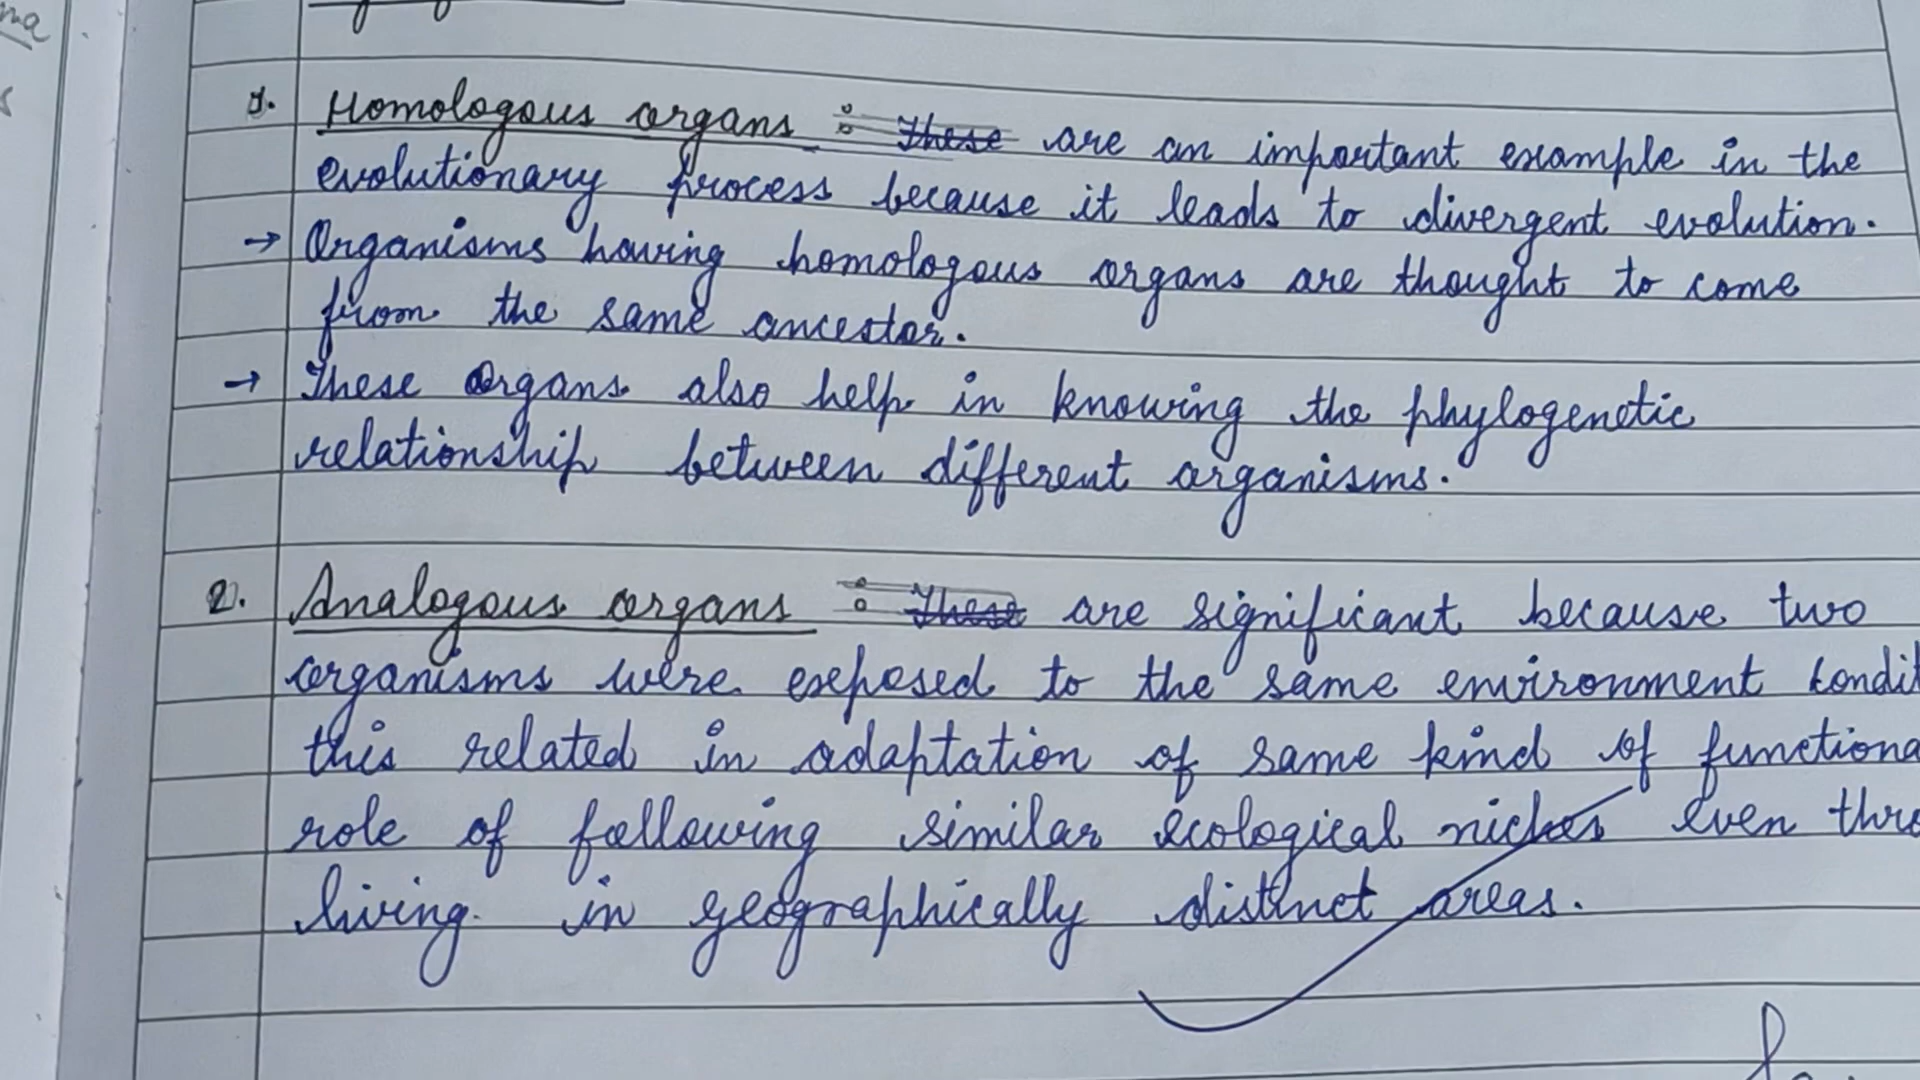 1. Homologous organs : These are an important example in the
evolutionary process because it leads to divergent evolution.
→ Organisms having homologous organs are thought to come
from the same ancestor.
→ These organs also help in knowing the phylogenetic
relationship between different organisms.
2. Analogous organs : These are significant because two
organisms were exposed to the same environment condit
this related in adaptation of same kind of functiona
role of following similar ecological niches even thro
living in geographically distinct areas.